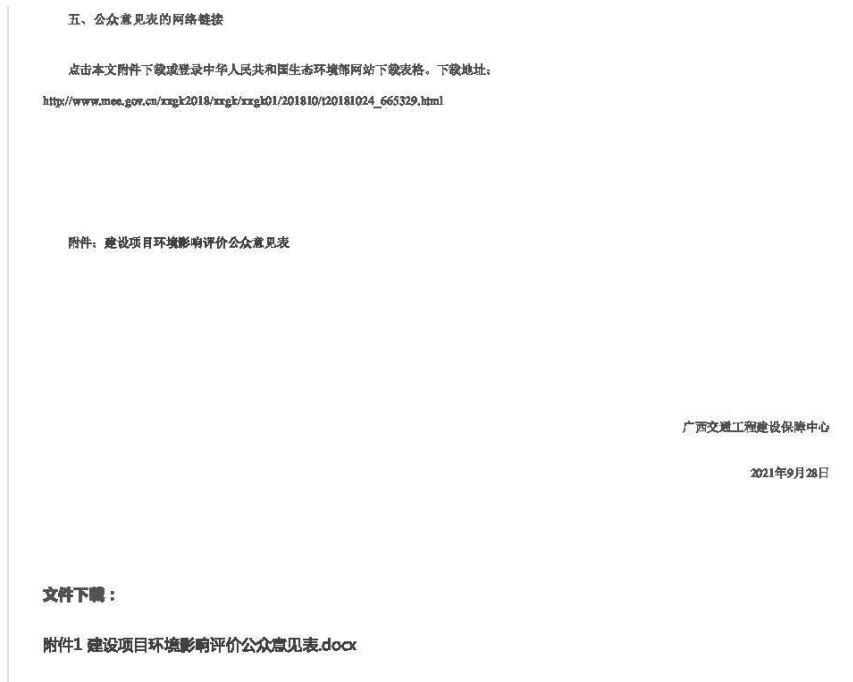 五、公众意见表的网络链接
点击本文附件下载或登录中华人民共和国生态环境部网站下载表格。下载地址：
http://www.mee.gov.cn/xxgk2018/xxgk/xxgk01/201810/t20181024_665329.html
附件：建设项目环境影响评价公众意见表
广西交通工程建设保障中心
2021年9月28日
文件下载：
附件1 建设项目环境影响评价公众意见表.docx